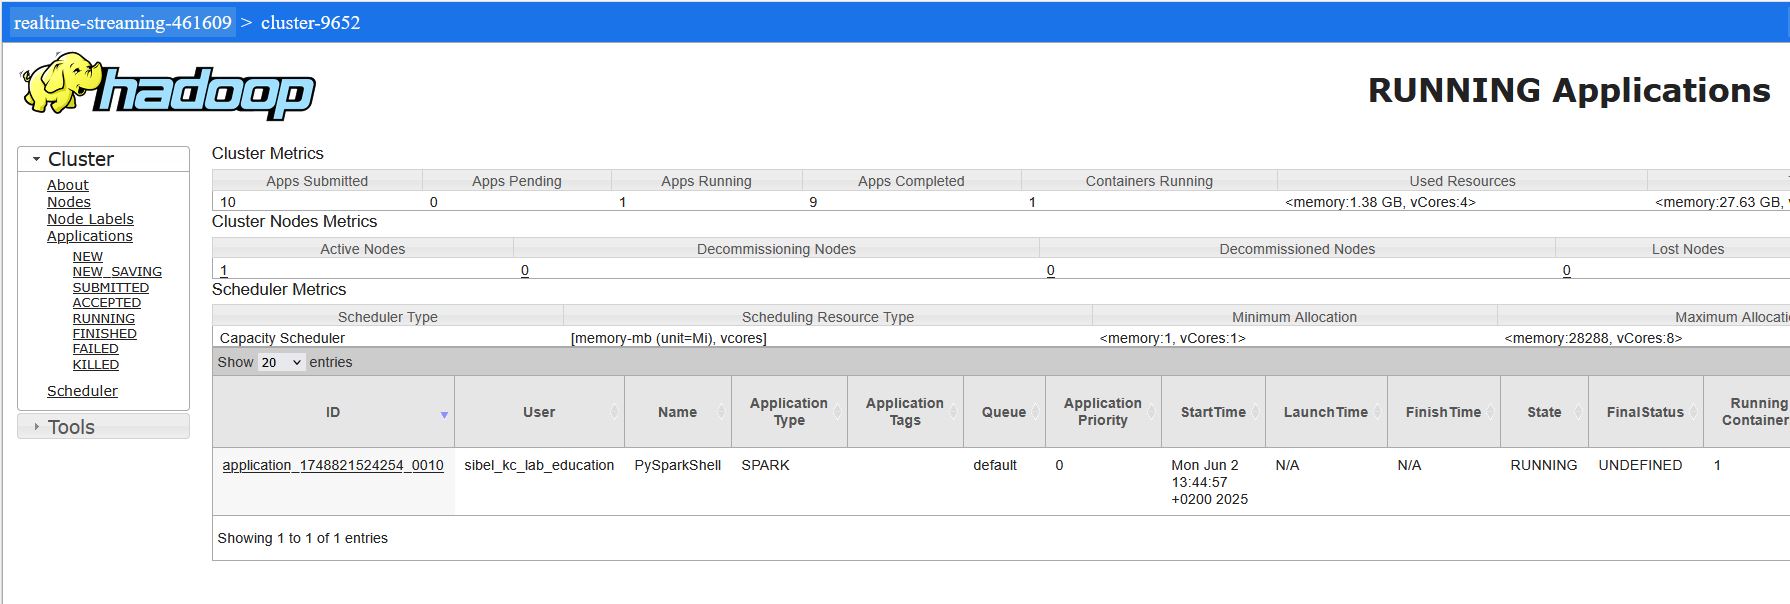 realtime-streaming-461609 > cluster-9652
hadoop
RUNNING Applications
Cluster
About
Nodes
Node Labels
Applications
NEW
NEW_SAVING
SUBMITTED
ACCEPTED
RUNNING
FINISHED
FAILED
KILLED
Scheduler
Tools
Cluster Metrics
Apps Submitted Apps Pending Apps Running Apps Completed Containers Running Used Resources
10 0 1 9 1 <memory:1.38 GB, vCores:4> <memory:27.63 GB,
Cluster Nodes Metrics
Active Nodes Decommissioning Nodes Decommissioned Nodes Lost Nodes
1 0 0 0
Scheduler Metrics
Scheduler Type Scheduling Resource Type Minimum Allocation Maximum Allocati
Capacity Scheduler [memory-mb (unit=Mi), vcores] <memory:1, vCores:1> <memory:28288, vCores:8>
Show 20 entries
ID User Name Application Type Application Tags Queue Application Priority StartTime LaunchTime FinishTime State FinalStatus Running Container
application_1748821524254_0010 sibel_kc_lab_education PySparkShell SPARK default 0 Mon Jun 2 N/A N/A RUNNING UNDEFINED 1
13:44:57
+0200 2025
Showing 1 to 1 of 1 entries